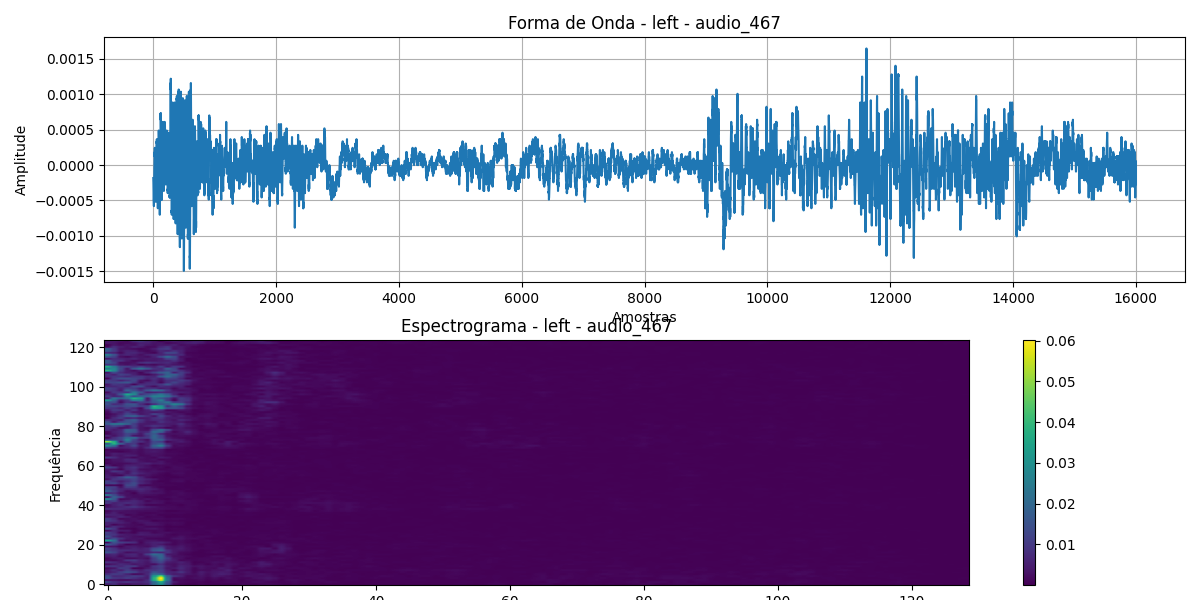 Forma de Onda - left - audio_467
0.0015
0.0010
0.0005
0.0000
−0.0005
−0.0010
−0.0015
Amplitude
0 2000 4000 6000 8000 10000 12000 14000 16000
Amostras
Espectrograma - left - audio_467
120
100
80
60
40
20
0
Frequência
0 20 40 60 80 100 120
0.06
0.05
0.04
0.03
0.02
0.01